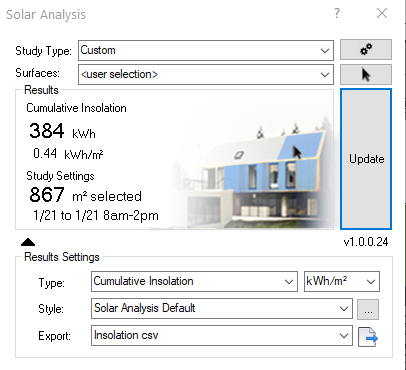 Solar Analysis ?
Study Type: Custom
Surfaces: <user selection>
Results
Cumulative Insolation
384 kWh
0.44 kWh/m²
Study Settings
867 m² selected
1/21 to 1/21 8am-2pm
Update
v1.0.0.24
Results Settings
Type: Cumulative Insolation kWh/m²
Style: Solar Analysis Default ...
Export: Insolation csv